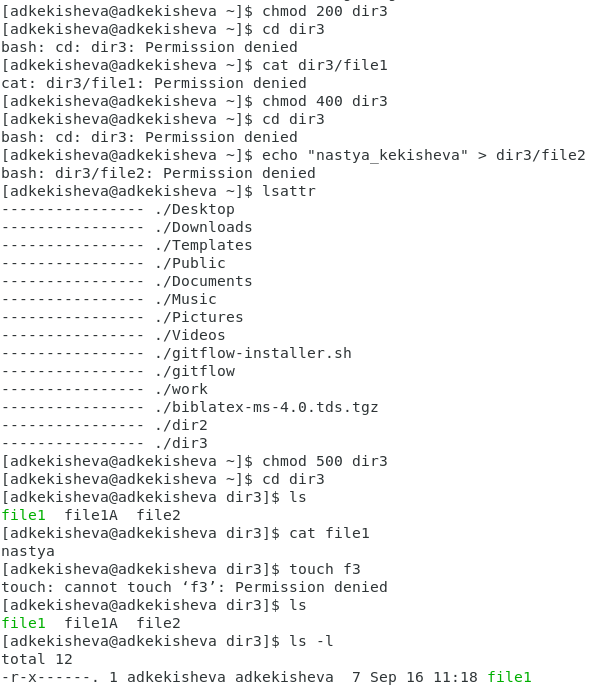 [adkekisheva@adkekisheva ~]$ chmod 200 dir3
[adkekisheva@adkekisheva ~]$ cd dir3
bash: cd: dir3: Permission denied
[adkekisheva@adkekisheva ~]$ cat dir3/file1
cat: dir3/file1: Permission denied
[adkekisheva@adkekisheva ~]$ chmod 400 dir3
[adkekisheva@adkekisheva ~]$ cd dir3
bash: cd: dir3: Permission denied
[adkekisheva@adkekisheva ~]$ echo "nastya_kekisheva" > dir3/file2
bash: dir3/file2: Permission denied
[adkekisheva@adkekisheva ~]$ lsattr
---------------- ./Desktop
---------------- ./Downloads
---------------- ./Templates
---------------- ./Public
---------------- ./Documents
---------------- ./Music
---------------- ./Pictures
---------------- ./Videos
---------------- ./gitflow-installer.sh
---------------- ./gitflow
---------------- ./work
---------------- ./biblatex-ms-4.0.tds.tgz
---------------- ./dir2
---------------- ./dir3
[adkekisheva@adkekisheva ~]$ chmod 500 dir3
[adkekisheva@adkekisheva ~]$ cd dir3
[adkekisheva@adkekisheva dir3]$ ls
file1  file1A  file2
[adkekisheva@adkekisheva dir3]$ cat file1
nastya
[adkekisheva@adkekisheva dir3]$ touch f3
touch: cannot touch ‘f3’: Permission denied
[adkekisheva@adkekisheva dir3]$ ls
file1  file1A  file2
[adkekisheva@adkekisheva dir3]$ ls -l
total 12
-r-x------. 1 adkekisheva adkekisheva  7 Sep 16 11:18 file1